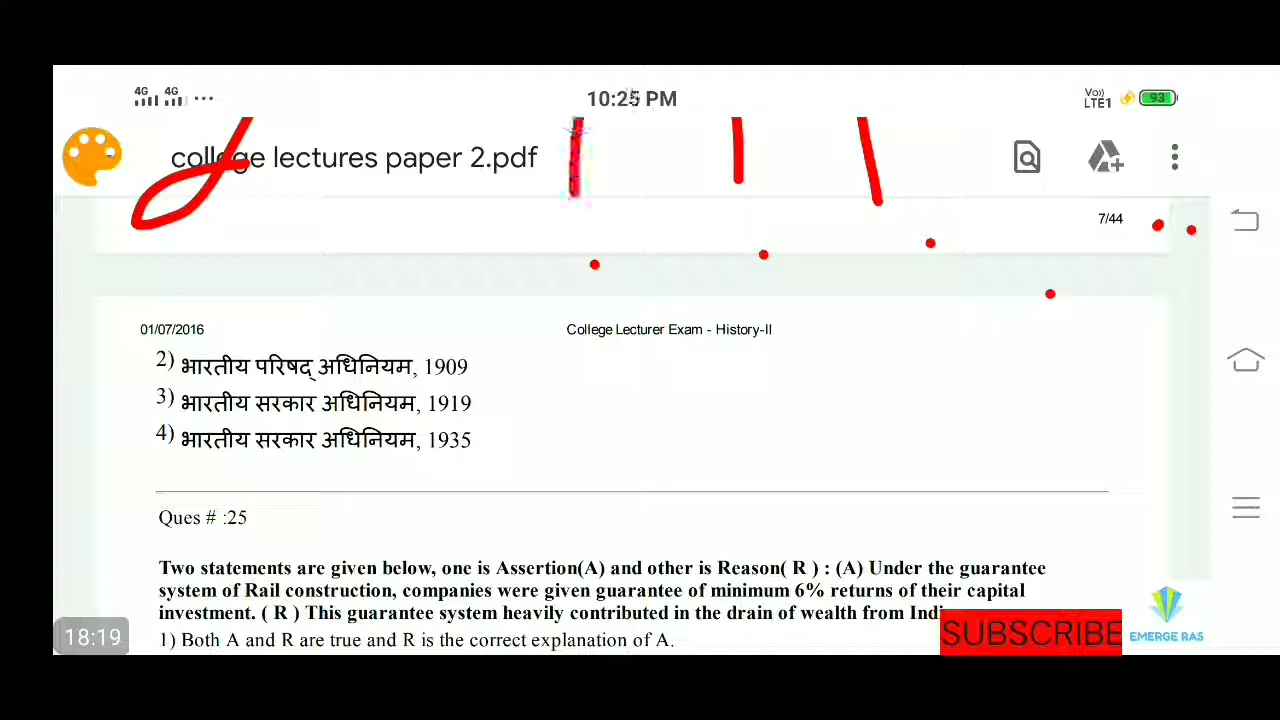 4G 4G ...
10:25 PM
Vo))
LTE1
93
college lectures paper 2.pdf
7/44
01/07/2016
College Lecturer Exam - History-II
2) भारतीय परिषद् अधिनियम, 1909
3) भारतीय सरकार अधिनियम, 1919
4) भारतीय सरकार अधिनियम, 1935
Ques # :25
Two statements are given below, one is Assertion(A) and other is Reason( R ) : (A) Under the guarantee
system of Rail construction, companies were given guarantee of minimum 6% returns of their capital
investment. ( R ) This guarantee system heavily contributed in the drain of wealth from Indi
1) Both A and R are true and R is the correct explanation of A.
18:19
SUBSCRIBE
EMERGE RAS